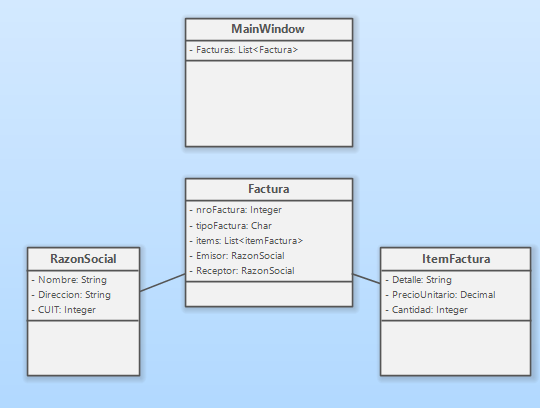 MainWindow
- Facturas: List<Factura>
Factura
- nroFactura: Integer
- tipoFactura: Char
- items: List<itemFactura>
- Emisor: RazonSocial
- Receptor: RazonSocial
RazonSocial
- Nombre: String
- Direccion: String
- CUIT: Integer
ItemFactura
- Detalle: String
- PrecioUnitario: Decimal
- Cantidad: Integer